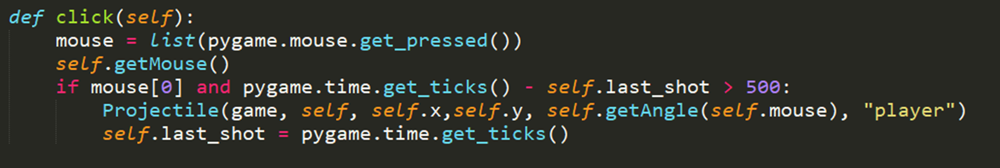 def click(self):
    mouse = list(pygame.mouse.get_pressed())
    self.getMouse()
    if mouse[0] and pygame.time.get_ticks() - self.last_shot > 500:
        Projectile(game, self, self.x,self.y, self.getAngle(self.mouse), "player")
        self.last_shot = pygame.time.get_ticks()